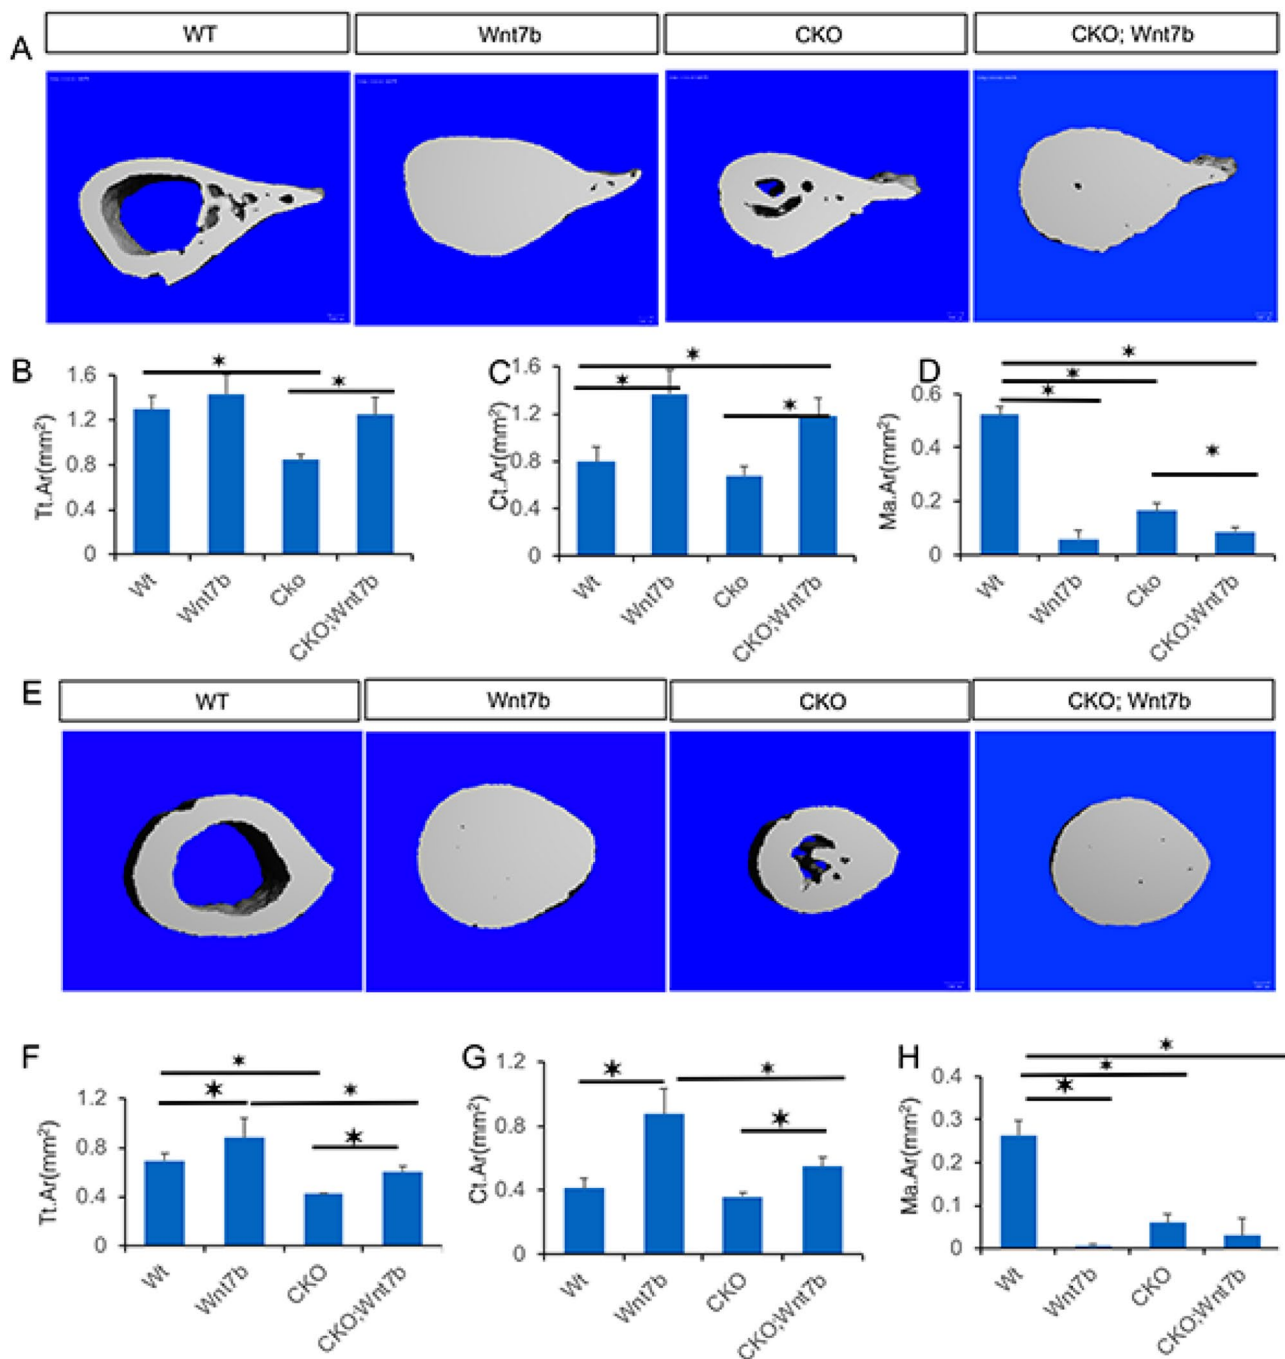 A
WT
Wnt7b
CKO
CKO; Wnt7b
B
Tt.Ar(mm²)
1.6
1.2
0.8
0.4
0
*
*
Wt
Wnt7b
Cko
CKO;Wnt7b
C
Ct.Ar(mm²)
1.6
1.2
0.8
0.4
0
*
*
*
Wt
Wnt7b
Cko
CKO;Wnt7b
D
Ma.Ar(mm²)
0.6
0.4
0.2
0
*
*
*
*
Wt
Wnt7b
Cko
CKO;Wnt7b
E
WT
Wnt7b
CKO
CKO; Wnt7b
F
Tt.Ar(mm²)
1.2
0.8
0.4
0
*
*
*
*
Wt
Wnt7b
CKO
CKO;Wnt7b
G
Ct.Ar(mm²)
1.2
0.8
0.4
0
*
*
*
Wt
Wnt7b
CKO
CKO;Wnt7b
H
Ma.Ar(mm²)
0.4
0.3
0.2
0.1
0
*
*
*
Wt
Wnt7b
CKO
CKO;Wnt7b